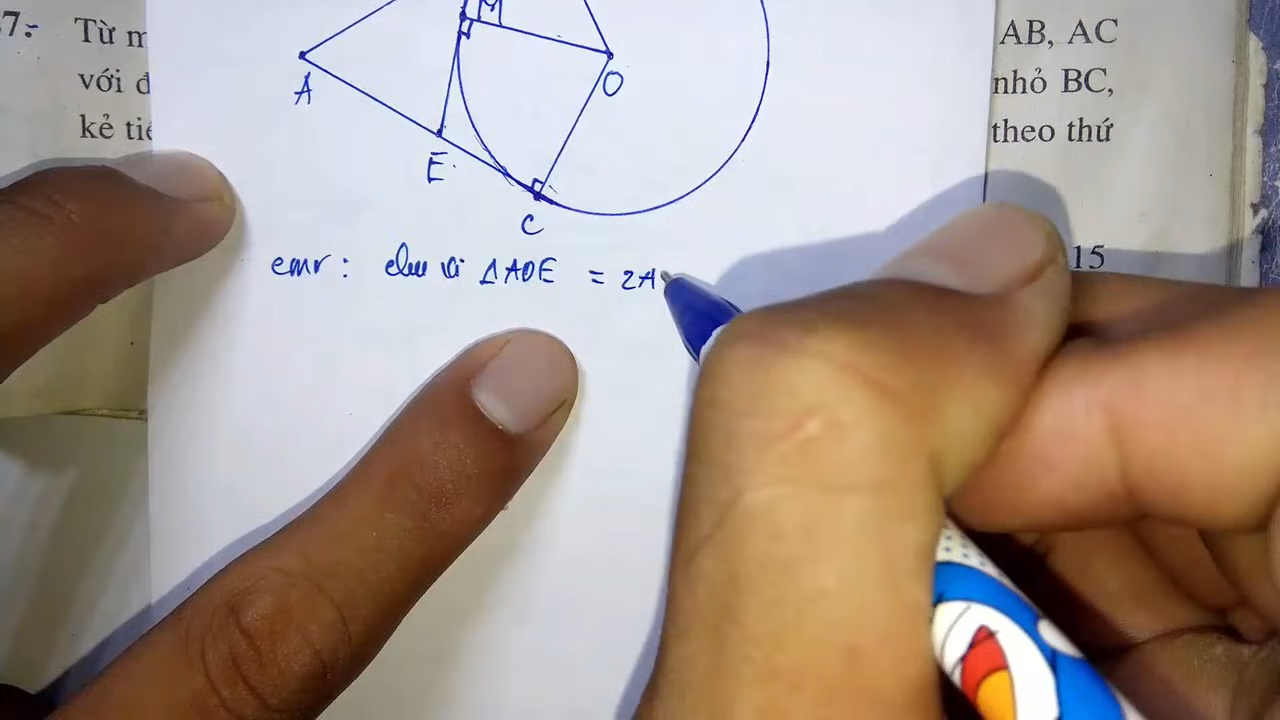 7:- Từ m AB, AC
với đ nhỏ BC,
kẻ tiế theo thứ
M
A
O
E
C
15
cmr : chu vi ΔADE = 2A